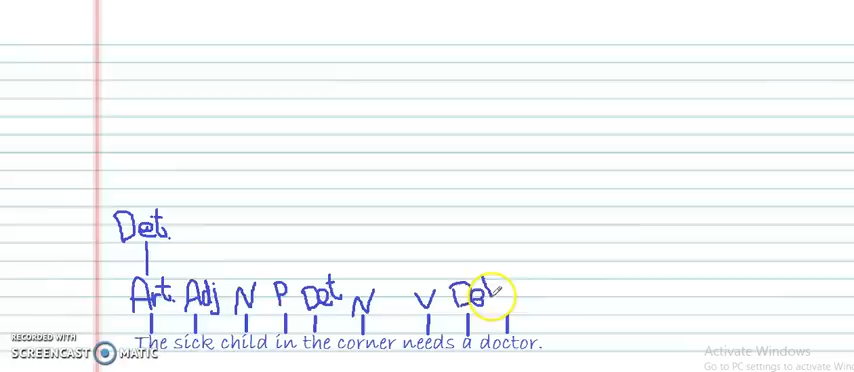 Det.
Art. Adj N P Det N V Det
The sick child in the corner needs a doctor.
RECORDED WITH
SCREENCAST MATIC
Activate Windows
Go to PC settings to activate Win